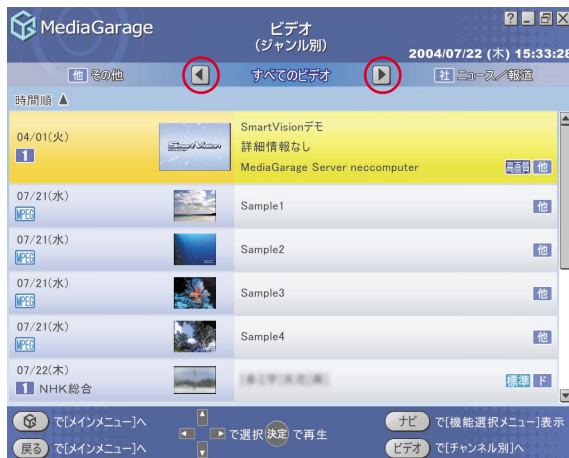 MediaGarage
ビデオ
(ジャンル別)
2004/07/22 (木) 15:33:28
他 その他
すべてのビデオ
社 ニュース/報道
時間順 ▲
04/01(火)
1
SmartVision
SmartVisionデモ
詳細情報なし
MediaGarage Server neccomputer
高画質 他
07/21(水)
MPEG
Sample1
他
07/21(水)
MPEG
Sample2
他
07/21(水)
MPEG
Sample3
他
07/21(水)
MPEG
Sample4
他
07/22(木)
1 NHK総合
標準 ド
で[メインメニュー]へ
戻る で[メインメニュー]へ
で選択 決定 で再生
ナビ で[機能選択メニュー]表示
ビデオ で[チャンネル別]へ